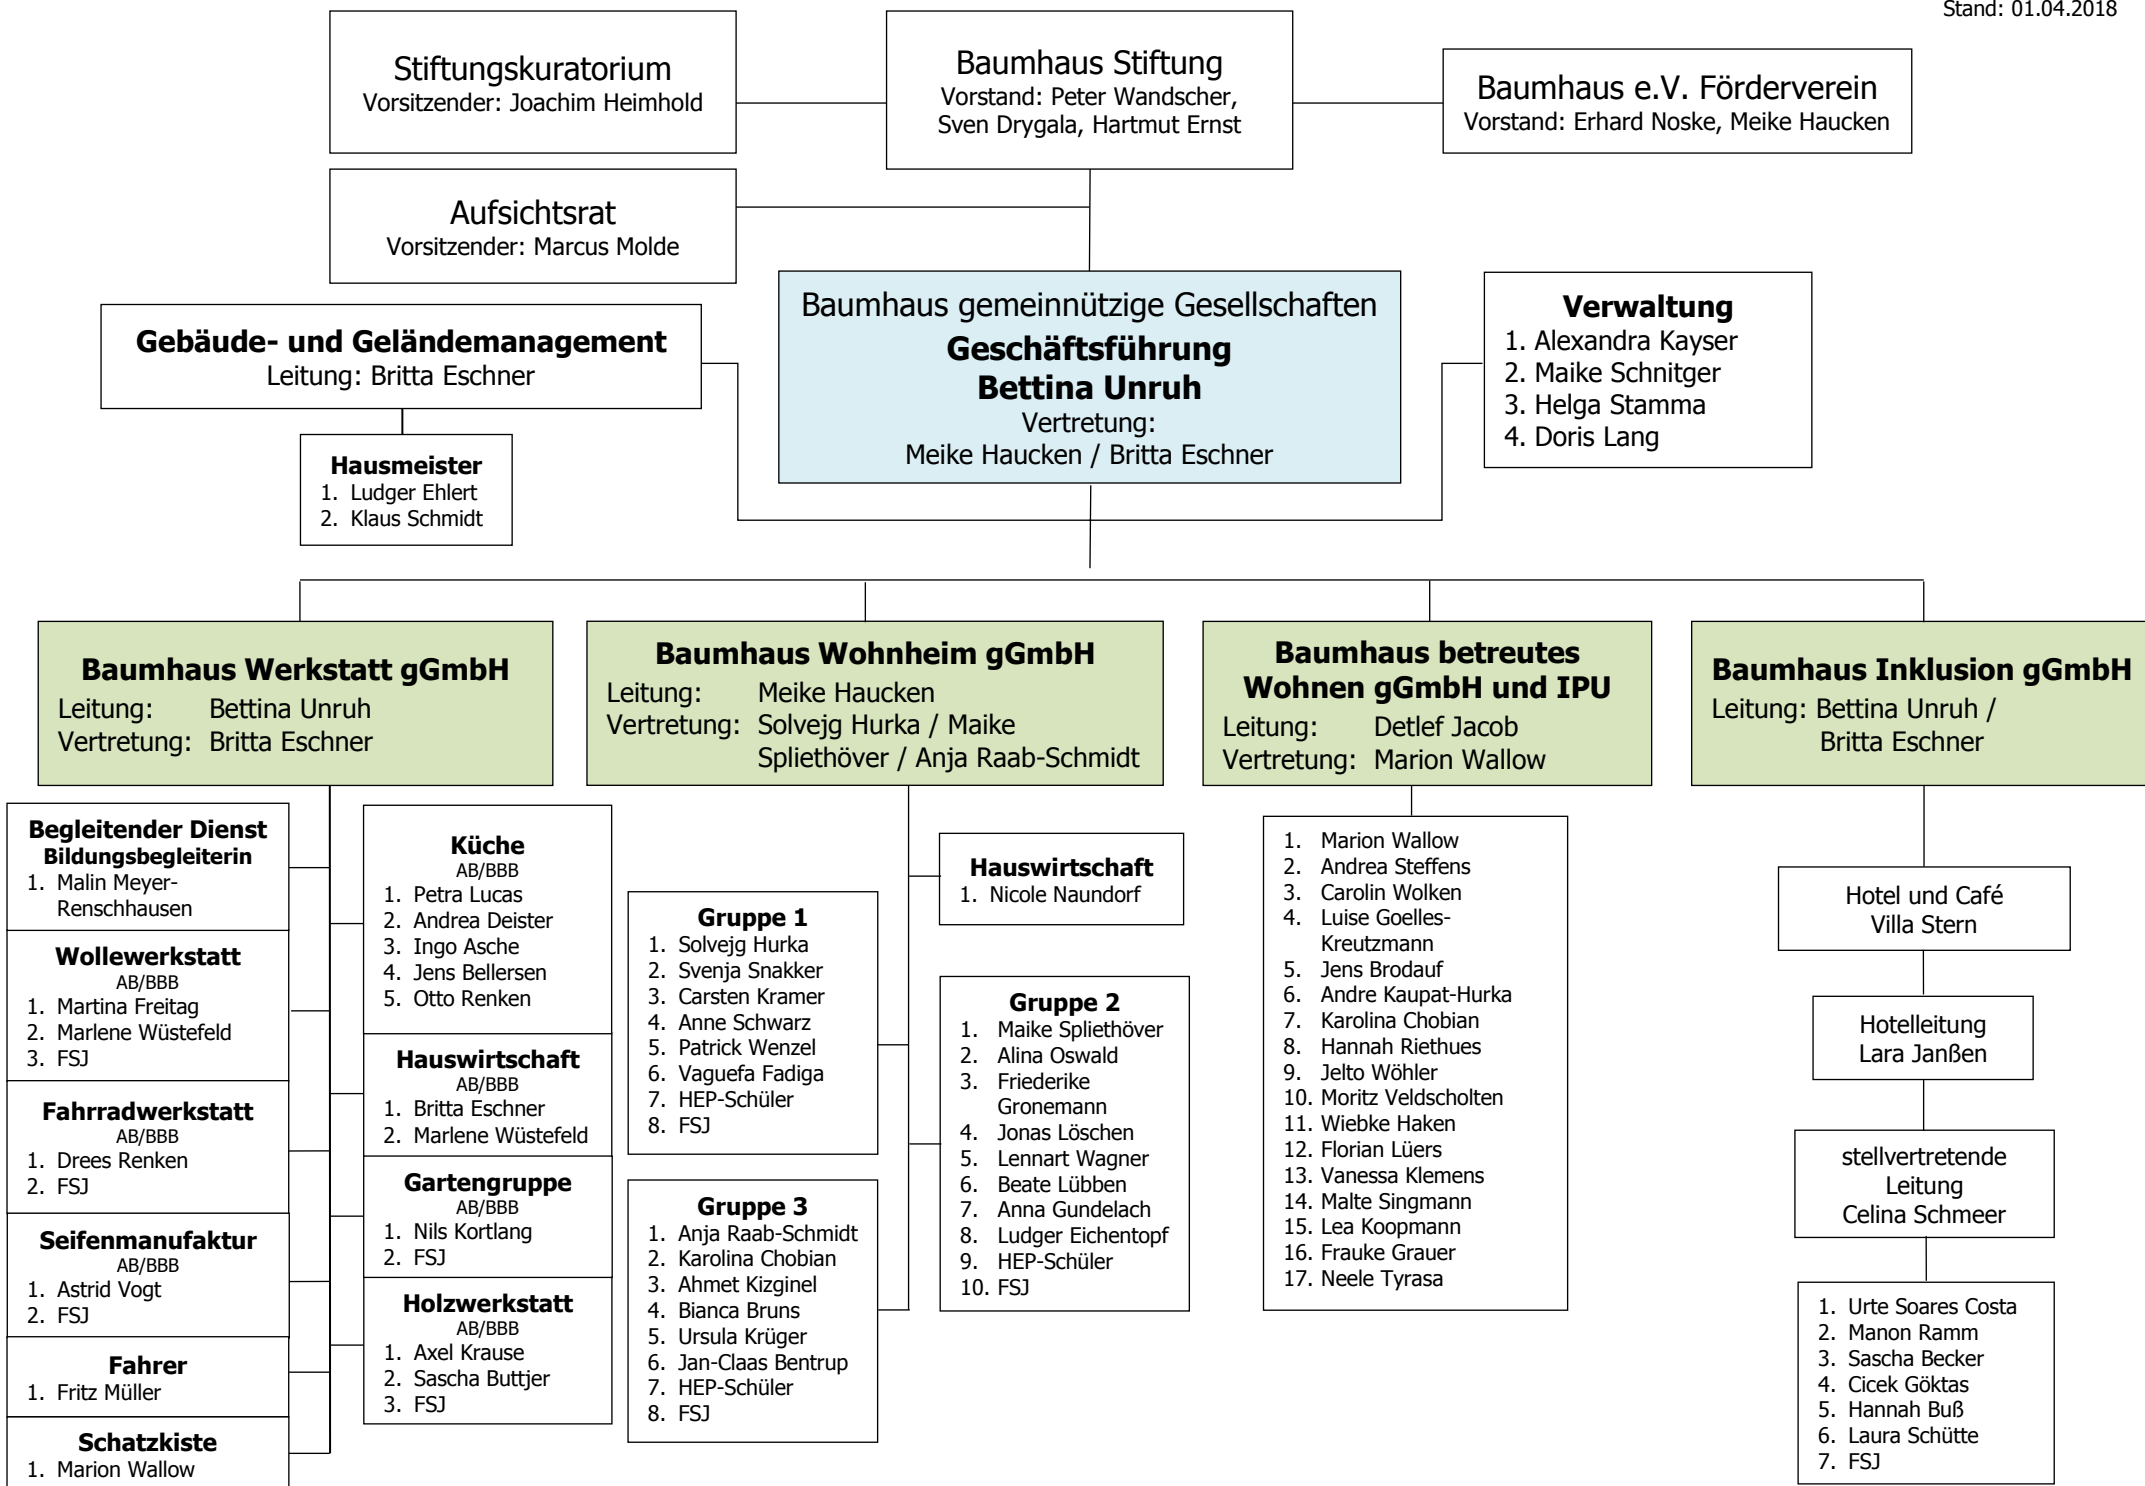 Stand: 01.04.2018
Stiftungskuratorium
Vorsitzender: Joachim Heimhold
Baumhaus Stiftung
Vorstand: Peter Wandscher,
Sven Drygala, Hartmut Ernst
Baumhaus e.V. Förderverein
Vorstand: Erhard Noske, Meike Haucken
Aufsichtsrat
Vorsitzender: Marcus Molde
Gebäude- und Geländemanagement
Leitung: Britta Eschner
Hausmeister
1. Ludger Ehlert
2. Klaus Schmidt
Baumhaus gemeinnützige Gesellschaften
Geschäftsführung
Bettina Unruh
Vertretung:
Meike Haucken / Britta Eschner
Verwaltung
1. Alexandra Kayser
2. Maike Schnitger
3. Helga Stamma
4. Doris Lang
Baumhaus Werkstatt gGmbH
Leitung: Bettina Unruh
Vertretung: Britta Eschner
Begleitender Dienst
Bildungsbegleiterin
1. Malin Meyer-
Renschhausen
Wollewerkstatt
AB/BBB
1. Martina Freitag
2. Marlene Wüstefeld
3. FSJ
Fahrradwerkstatt
AB/BBB
1. Drees Renken
2. FSJ
Seifenmanufaktur
AB/BBB
1. Astrid Vogt
2. FSJ
Fahrer
1. Fritz Müller
Schatzkiste
1. Marion Wallow
Küche
AB/BBB
1. Petra Lucas
2. Andrea Deister
3. Ingo Asche
4. Jens Bellersen
5. Otto Renken
Hauswirtschaft
AB/BBB
1. Britta Eschner
2. Marlene Wüstefeld
Gartengruppe
AB/BBB
1. Nils Kortlang
2. FSJ
Holzwerkstatt
AB/BBB
1. Axel Krause
2. Sascha Buttjer
3. FSJ
Baumhaus Wohnheim gGmbH
Leitung: Meike Haucken
Vertretung: Solvejg Hurka / Maike
Spliethöver / Anja Raab-Schmidt
Hauswirtschaft
1. Nicole Naundorf
Gruppe 1
1. Solvejg Hurka
2. Svenja Snakker
3. Carsten Kramer
4. Anne Schwarz
5. Patrick Wenzel
6. Vaguefa Fadiga
7. HEP-Schüler
8. FSJ
Gruppe 2
1. Maike Spliethöver
2. Alina Oswald
3. Friederike
Gronemann
4. Jonas Löschen
5. Lennart Wagner
6. Beate Lübben
7. Anna Gundelach
8. Ludger Eichentopf
9. HEP-Schüler
10. FSJ
Gruppe 3
1. Anja Raab-Schmidt
2. Karolina Chobian
3. Ahmet Kizginel
4. Bianca Bruns
5. Ursula Krüger
6. Jan-Claas Bentrup
7. HEP-Schüler
8. FSJ
Baumhaus betreutes
Wohnen gGmbH und IPU
Leitung: Detlef Jacob
Vertretung: Marion Wallow
1. Marion Wallow
2. Andrea Steffens
3. Carolin Wolken
4. Luise Goelles-
Kreutzmann
5. Jens Brodauf
6. Andre Kaupat-Hurka
7. Karolina Chobian
8. Hannah Riethues
9. Jelto Wöhler
10. Moritz Veldscholten
11. Wiebke Haken
12. Florian Lüers
13. Vanessa Klemens
14. Malte Singmann
15. Lea Koopmann
16. Frauke Grauer
17. Neele Tyrasa
Baumhaus Inklusion gGmbH
Leitung: Bettina Unruh /
Britta Eschner
Hotel und Café
Villa Stern
Hotelleitung
Lara Janßen
stellvertretende
Leitung
Celina Schmeer
1. Urte Soares Costa
2. Manon Ramm
3. Sascha Becker
4. Cicek Göktas
5. Hannah Buß
6. Laura Schütte
7. FSJ